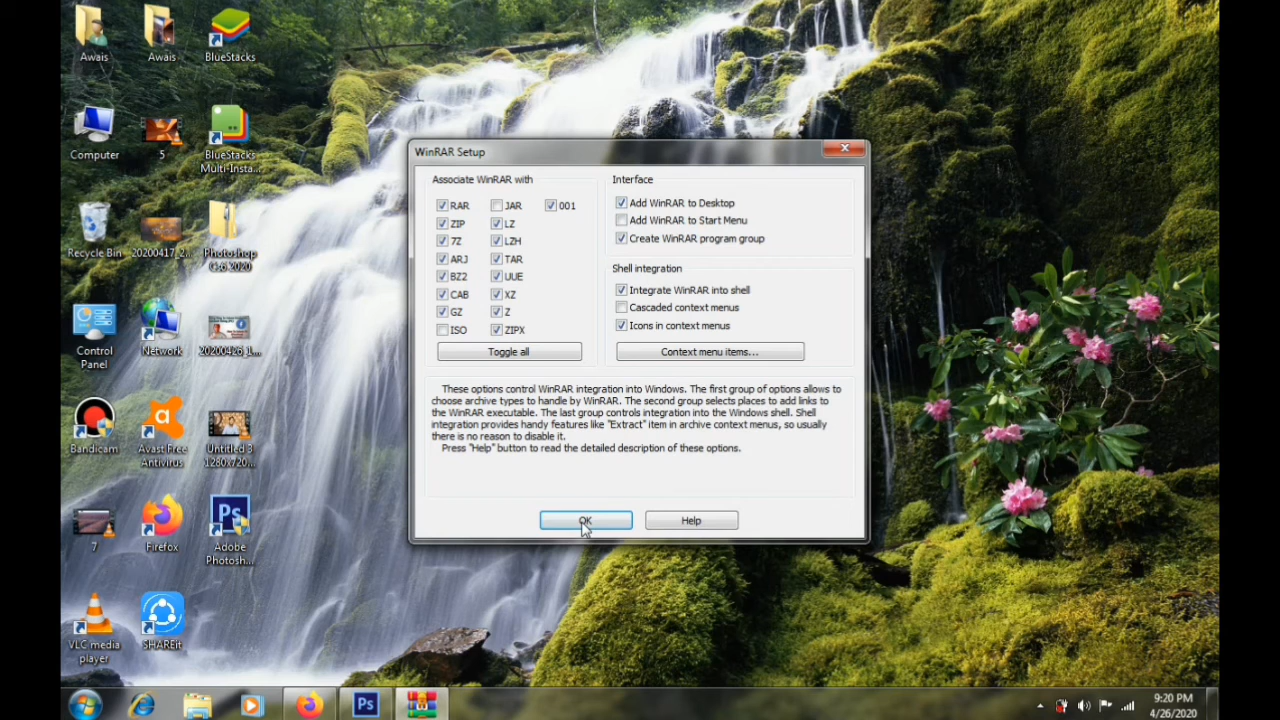 Awais
Awais
BlueStacks
Computer
5
BlueStacks
Multi-Insta...
Recycle Bin
20200417_2...
Photoshop
Cs6 2020
Control
Panel
Network
20200426_1...
Bandicam
Avast Free
Antivirus
Untitled 3
1280x720...
7
Firefox
Ps
Adobe
Photosh...
VLC media
player
SHAREit
WinRAR Setup
Associate WinRAR with
RAR
JAR
001
ZIP
LZ
7Z
LZH
ARJ
TAR
BZ2
UUE
CAB
XZ
GZ
Z
ISO
ZIPX
Toggle all
Interface
Add WinRAR to Desktop
Add WinRAR to Start Menu
Create WinRAR program group
Shell integration
Integrate WinRAR into shell
Cascaded context menus
Icons in context menus
Context menu items...
These options control WinRAR integration into Windows. The first group of options allows to
choose archive types to handle by WinRAR. The second group selects places to add links to
the WinRAR executable. The last group controls integration into the Windows shell. Shell
integration provides handy features like "Extract" item in archive context menus, so usually
there is no reason to disable it.
Press "Help" button to read the detailed description of these options.
OK
Help
Ps
9:20 PM
4/26/2020